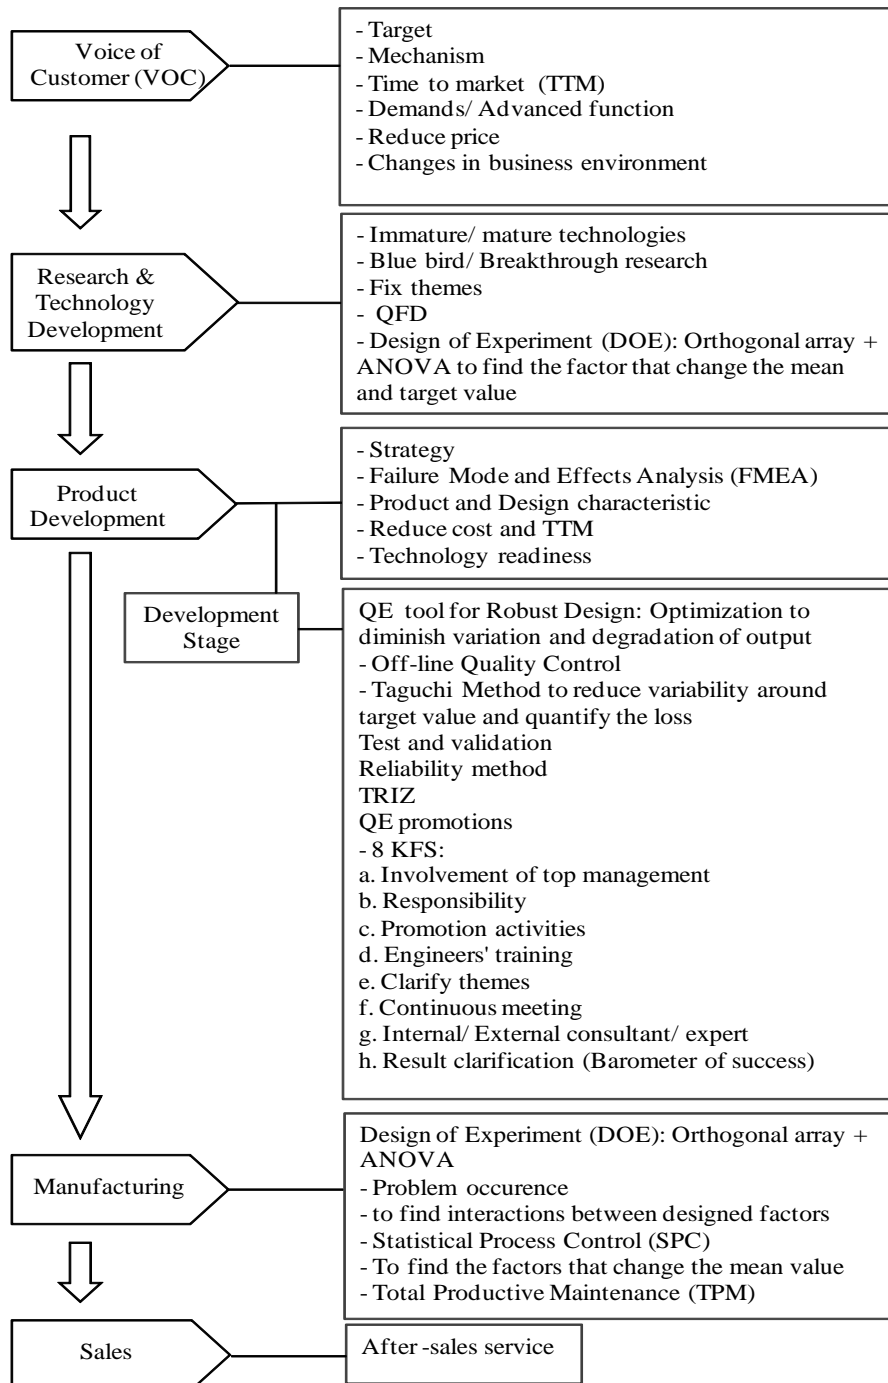 Voice of
Customer (VOC)
- Target
- Mechanism
- Time to market (TTM)
- Demands/ Advanced function
- Reduce price
- Changes in business environment
Research &
Technology
Development
- Immature/ mature technologies
- Blue bird/ Breakthrough research
- Fix themes
- QFD
- Design of Experiment (DOE): Orthogonal array +
ANOVA to find the factor that change the mean
and target value
Product
Development
- Strategy
- Failure Mode and Effects Analysis (FMEA)
- Product and Design characteristic
- Reduce cost and TTM
- Technology readiness
Development
Stage
QE tool for Robust Design: Optimization to
diminish variation and degradation of output
- Off-line Quality Control
- Taguchi Method to reduce variability around
target value and quantify the loss
Test and validation
Reliability method
TRIZ
QE promotions
- 8 KFS:
a. Involvement of top management
b. Responsibility
c. Promotion activities
d. Engineers' training
e. Clarify themes
f. Continuous meeting
g. Internal/ External consultant/ expert
h. Result clarification (Barometer of success)
Manufacturing
Design of Experiment (DOE): Orthogonal array +
ANOVA
- Problem occurence
- to find interactions between designed factors
- Statistical Process Control (SPC)
- To find the factors that change the mean value
- Total Productive Maintenance (TPM)
Sales
After -sales service